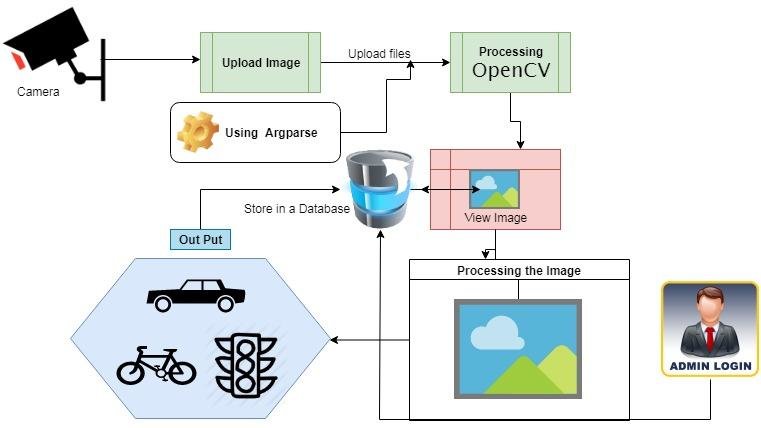 Camera
Upload Image
Upload files
Processing
OpenCV
Using Argparse
Store in a Database
View Image
Out Put
Processing the Image
ADMIN LOGIN